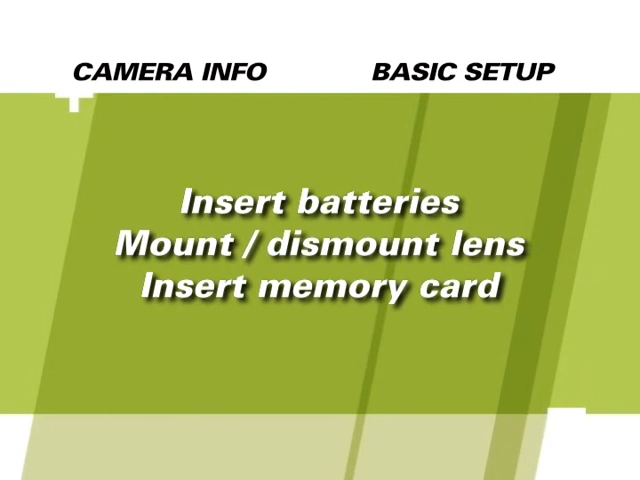 CAMERA INFO
BASIC SETUP
Insert batteries
Mount / dismount lens
Insert memory card